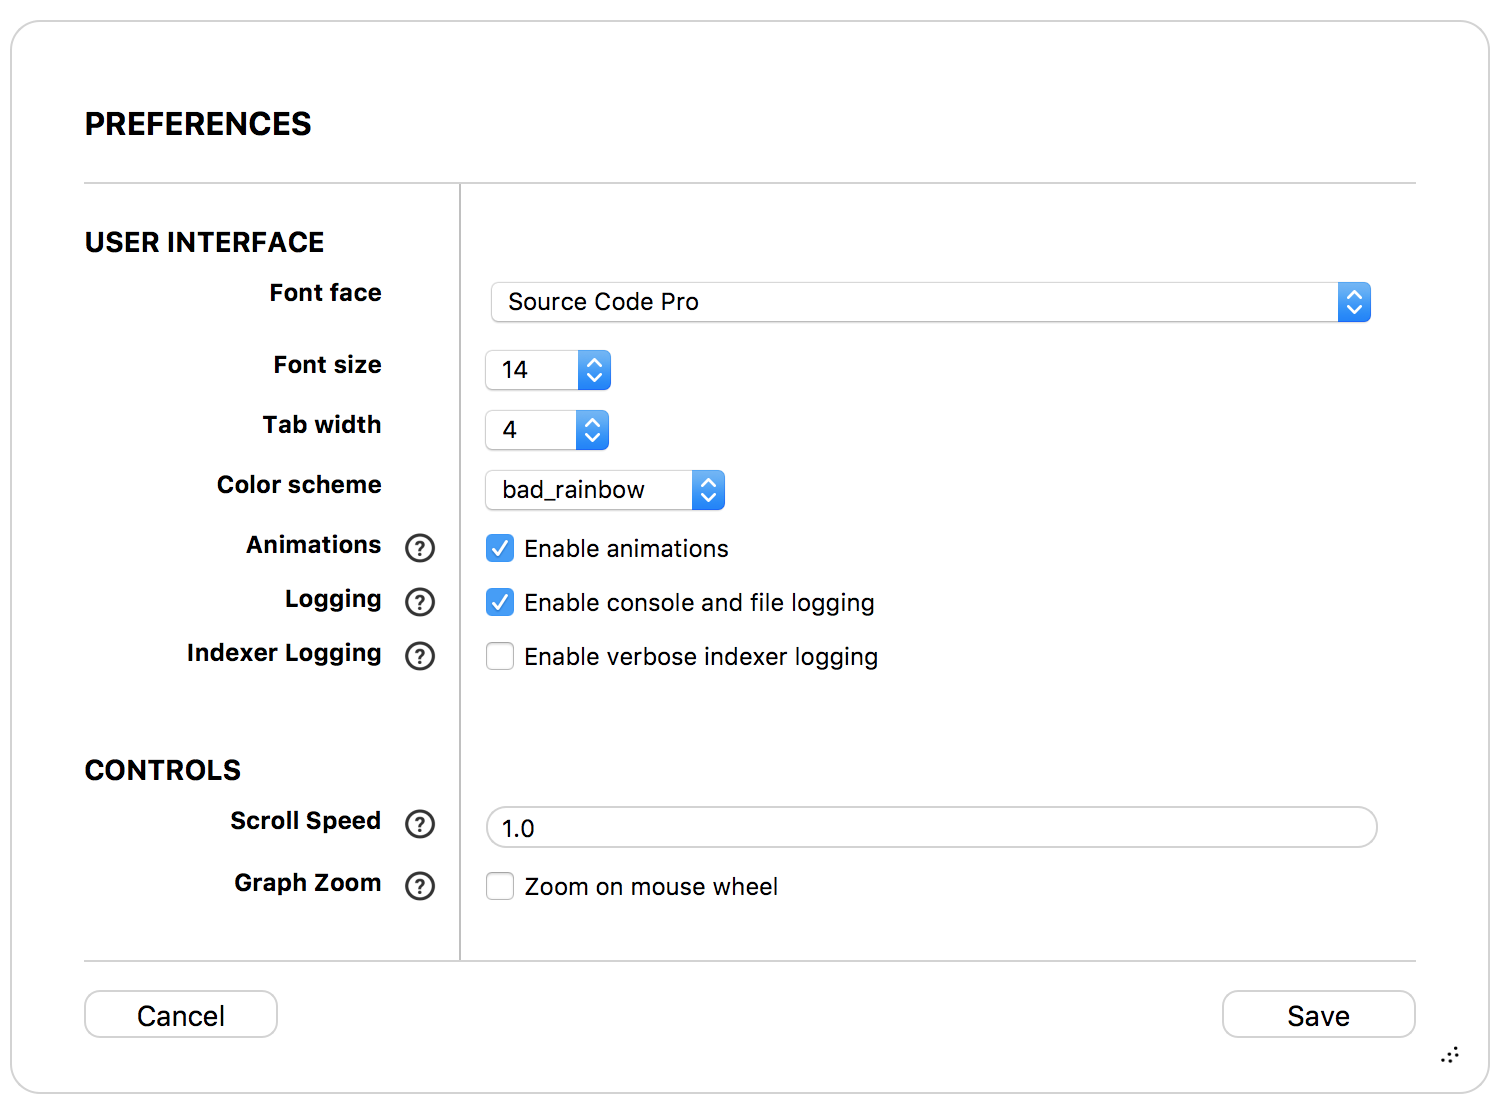 PREFERENCES
USER INTERFACE
Font face
Source Code Pro
Font size
14
Tab width
4
Color scheme
bad_rainbow
Animations ? Enable animations
Logging ? Enable console and file logging
Indexer Logging ? Enable verbose indexer logging
CONTROLS
Scroll Speed ? 1.0
Graph Zoom ? Zoom on mouse wheel
Cancel
Save